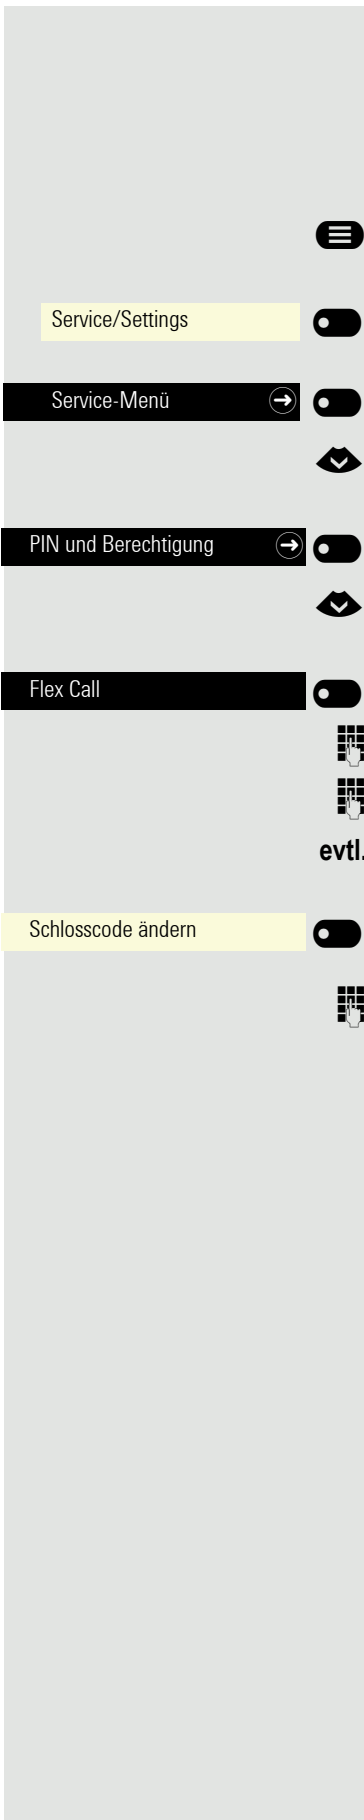 Service/Settings
Service-Menü
PIN und Berechtigung
Flex Call
evtl.
Schlosscode ändern